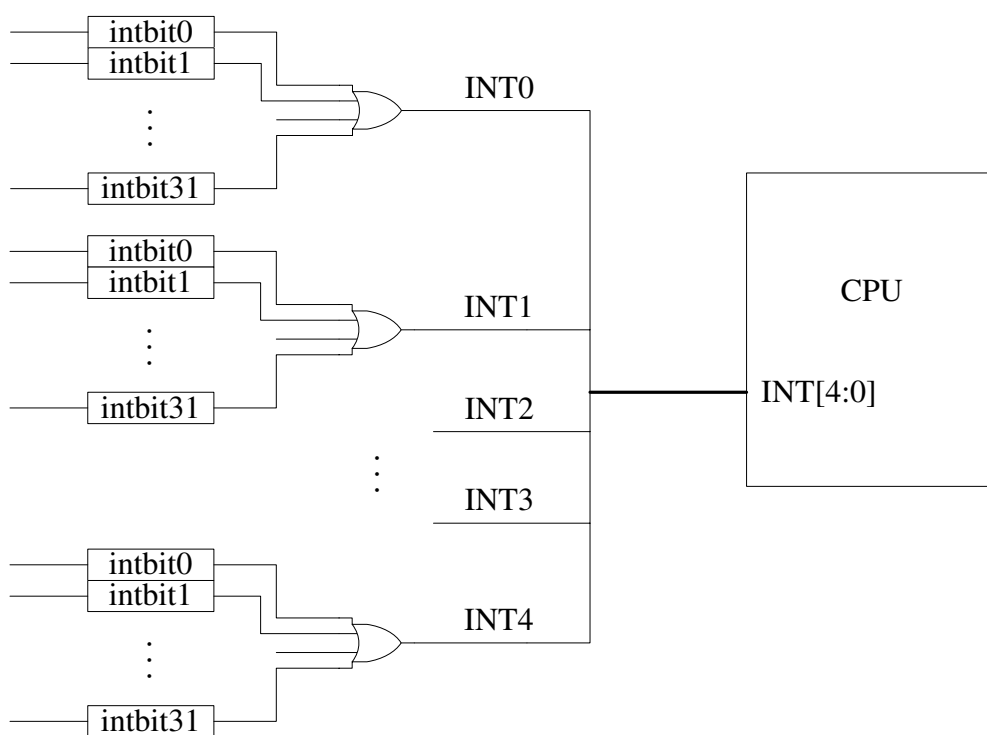 intbit0
intbit1
intbit31
INT0
intbit0
intbit1
intbit31
INT1
CPU
INT[4:0]
INT2
INT3
intbit0
intbit1
intbit31
INT4